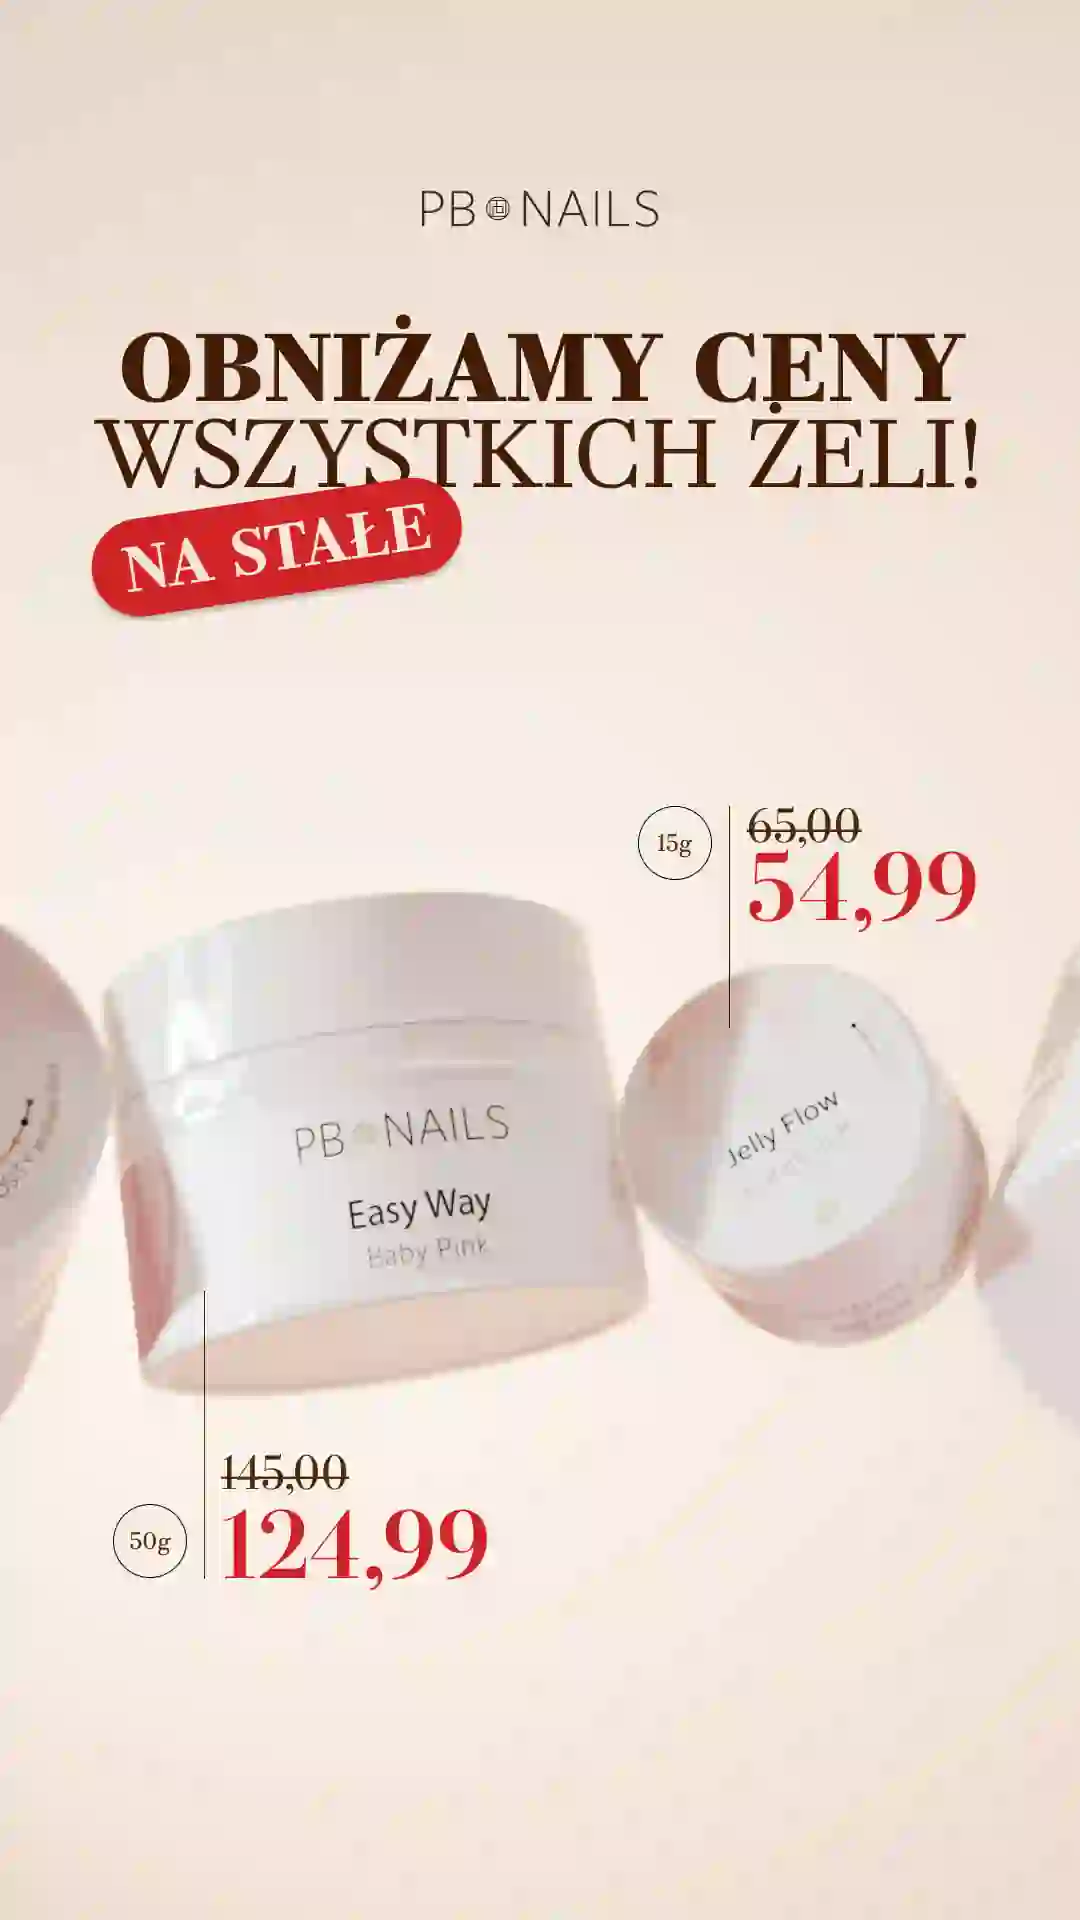 PB NAILS
OBNIŻAMY CENY
WSZYSTKICH ŻELI!
NA STAŁE
15g
65,00
54,99
PB NAILS
Easy Way
Baby Pink
Jelly Flow
145,00
50g
124,99